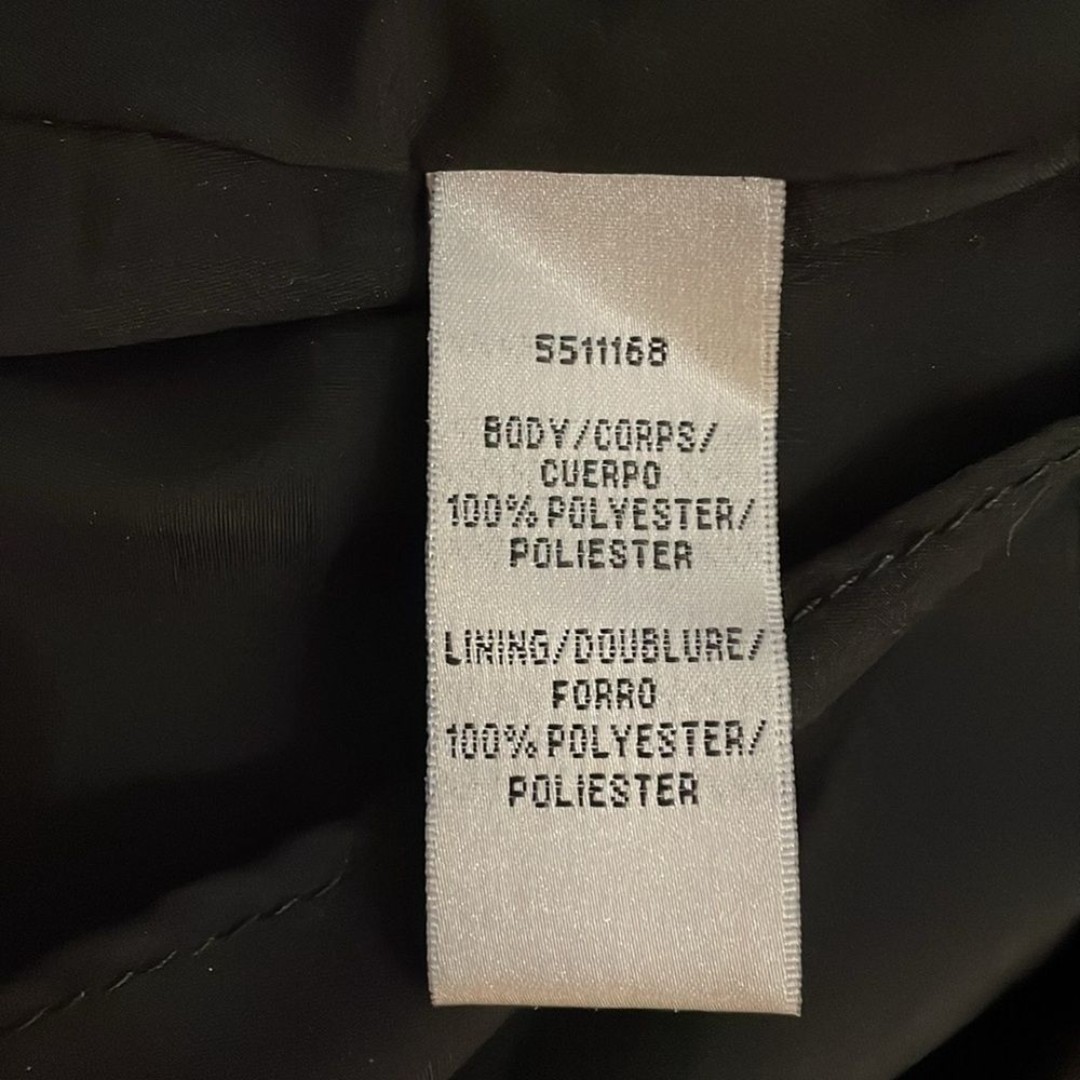 S511168
BODY/CORPS/
CUERPO
100% POLYESTER/
POLIESTER
LINING/DOUBLURE/
FORRO
100% POLYESTER/
POLIESTER